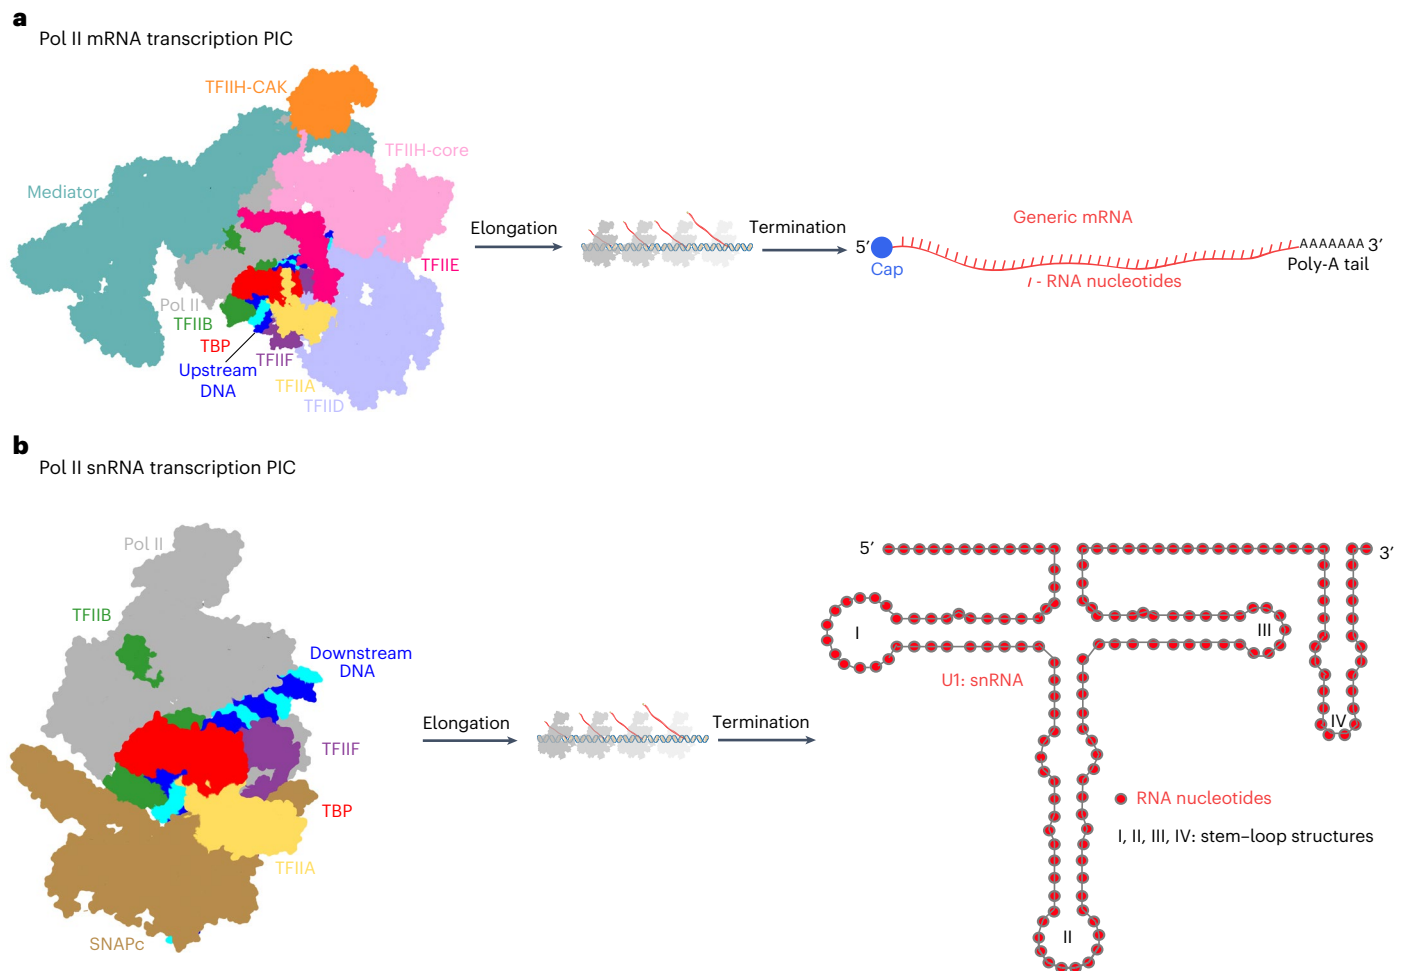 a
Pol II mRNA transcription PIC
TFIIH-CAK
TFIIH-core
Mediator
TFIIE
Pol II
TFIIB
TBP
TFIIF
Upstream
DNA
TFIIA
TFIID
Elongation
Termination
Generic mRNA
5′
Cap
AAAAAAA 3′
Poly-A tail
- RNA nucleotides
b
Pol II snRNA transcription PIC
Pol II
TFIIB
Downstream
DNA
TFIIF
TBP
TFIIA
SNAPc
Elongation
Termination
5′
3′
I
III
U1: snRNA
IV
RNA nucleotides
I, II, III, IV: stem–loop structures
II